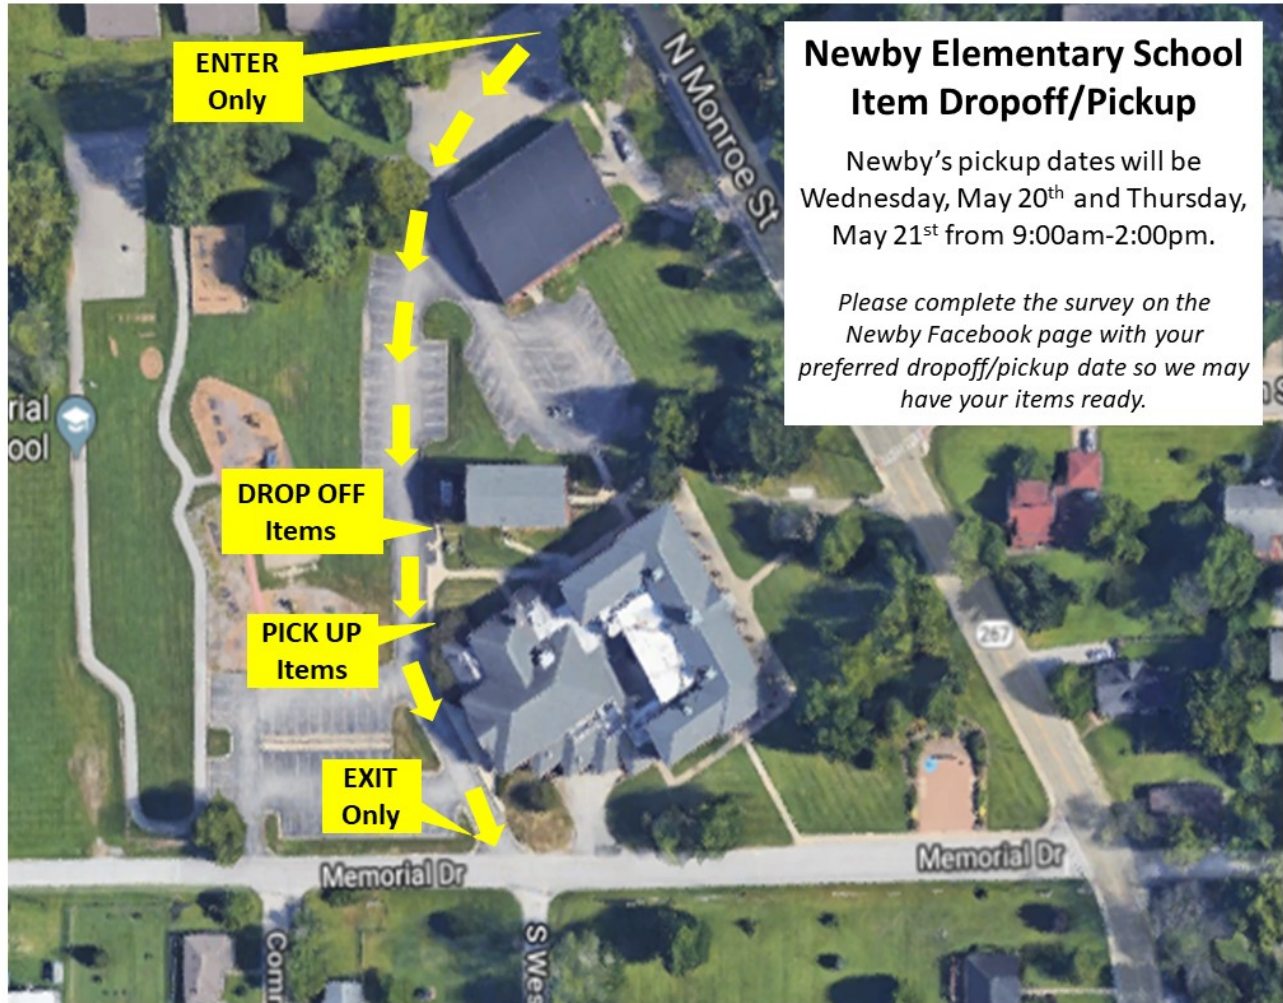 Newby Elementary School
Item Dropoff/Pickup
Newby's pickup dates will be
Wednesday, May 20th and Thursday,
May 21st from 9:00am-2:00pm.
Please complete the survey on the
Newby Facebook page with your
preferred dropoff/pickup date so we may
have your items ready.
ENTER
Only
N Monroe St
rial
ool
DROP OFF
Items
PICK UP
Items
267
EXIT
Only
Memorial Dr
Memorial Dr
S Wes